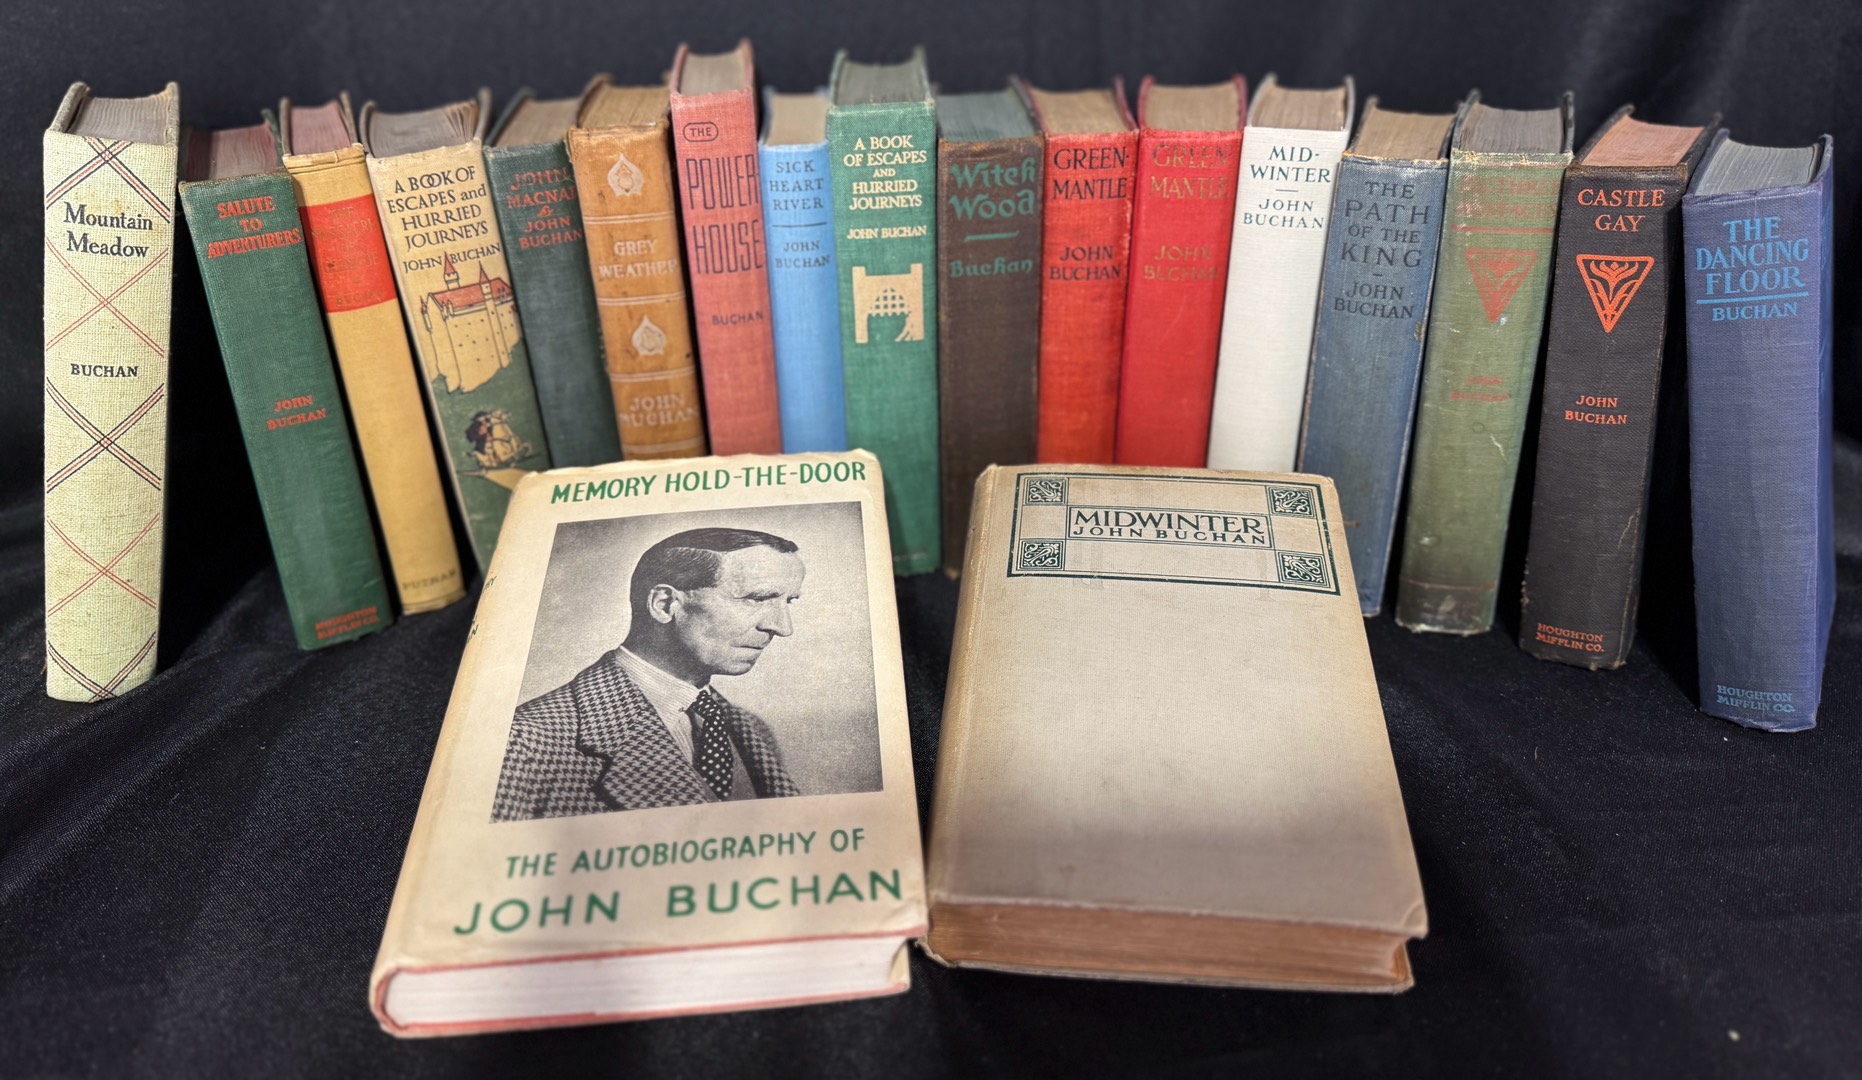 Mountain
Meadow
BUCHAN
SALUTE
TO
ADVENTURERS
JOHN
BUCHAN
HOUGHTON
MIFFLIN CO.
BUCHAN
PUTNAM
A BOOK OF
ESCAPES and
HURRIED
JOURNEYS
JOHN BUCHAN
JOHN
MACNAB
JOHN
BUCHAN
GREY
WEATHER
JOHN
BUCHAN
THE
POWER
HOUSE
BUCHAN
SICK
HEART
RIVER
JOHN
BUCHAN
A BOOK
OF ESCAPES
AND
HURRIED
JOURNEYS
JOHN BUCHAN
Witch
Wood
Buchan
GREEN-
MANTLE
JOHN
BUCHAN
GREEN
MANTLE
JOHN
BUCHAN
MID-
WINTER
JOHN
BUCHAN
THE
PATH
OF THE
KING
JOHN
BUCHAN
CASTLE
GAY
JOHN
BUCHAN
HOUGHTON
MIFFLIN CO.
THE
DANCING
FLOOR
BUCHAN
HOUGHTON
MIFFLIN CO.
MEMORY HOLD-THE-DOOR
THE AUTOBIOGRAPHY OF
JOHN BUCHAN
MIDWINTER
JOHN BUCHAN